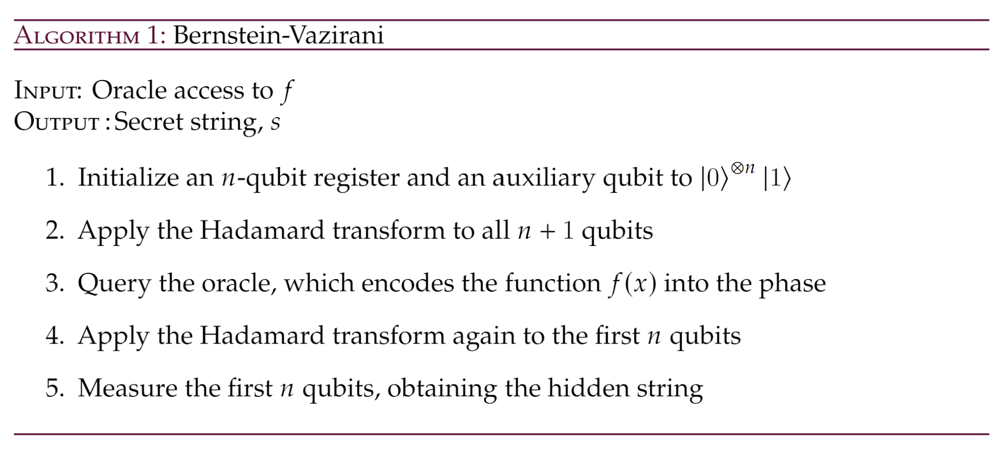 ALGORITHM 1: Bernstein-Vazirani
INPUT: Oracle access to f
OUTPUT : Secret string, s
1. Initialize an n-qubit register and an auxiliary qubit to |0⟩^⊗n |1⟩
2. Apply the Hadamard transform to all n + 1 qubits
3. Query the oracle, which encodes the function f(x) into the phase
4. Apply the Hadamard transform again to the first n qubits
5. Measure the first n qubits, obtaining the hidden string